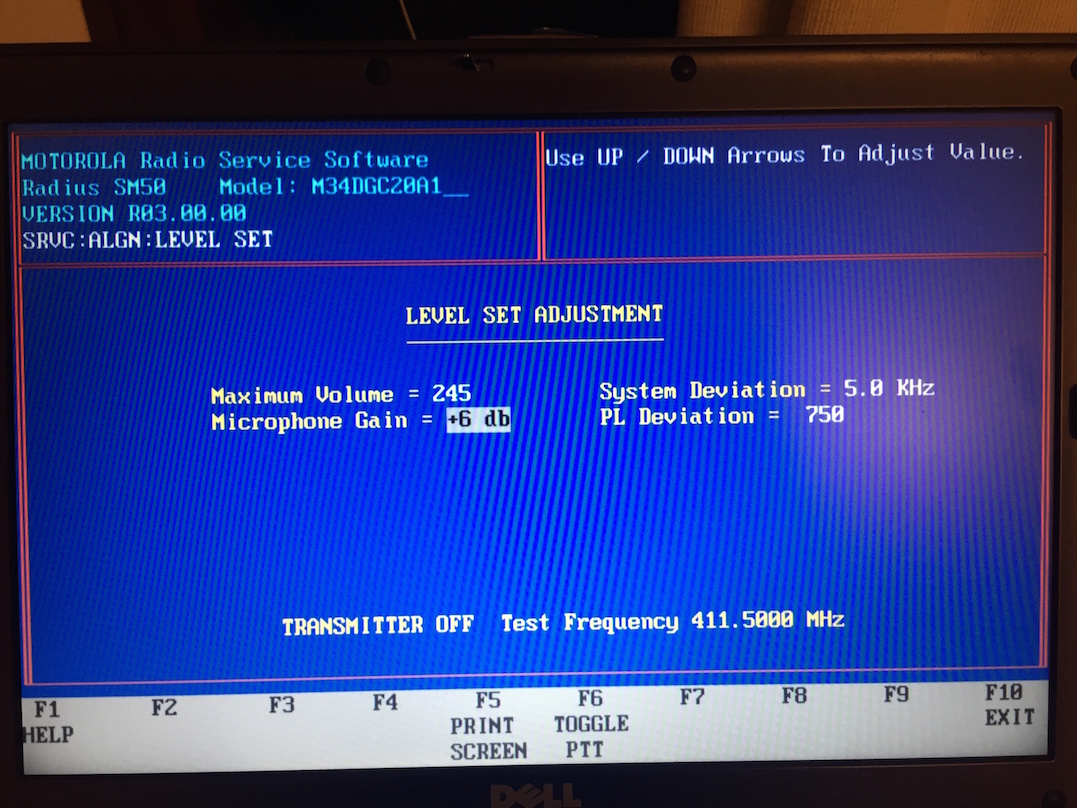 MOTOROLA Radio Service Software
Radius SM50 Model: M34DGC20A1__
VERSION R03.00.00
SRVC:ALGN:LEVEL SET
Use UP / DOWN Arrows To Adjust Value.
LEVEL SET ADJUSTMENT
Maximum Volume = 245
Microphone Gain = +6 db
System Deviation = 5.0 KHz
PL Deviation = 750
TRANSMITTER OFF Test Frequency 411.5000 MHz
F1 F2 F3 F4 F5 F6 F7 F8 F9 F10
HELP PRINT TOGGLE EXIT
SCREEN PTT
DELL